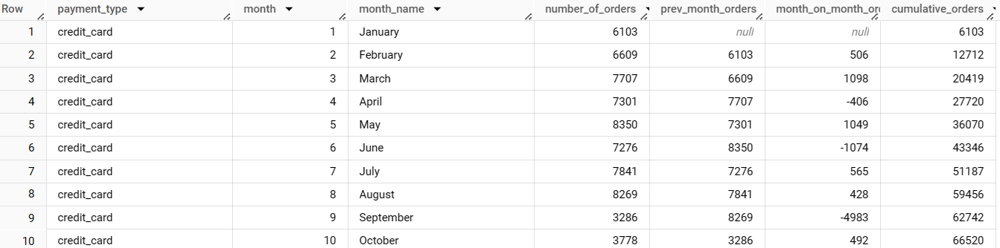 Row payment_type month month_name number_of_orders prev_month_orders month_on_month_or cumulative_orders
1 credit_card 1 January 6103 null null 6103
2 credit_card 2 February 6609 6103 506 12712
3 credit_card 3 March 7707 6609 1098 20419
4 credit_card 4 April 7301 7707 -406 27720
5 credit_card 5 May 8350 7301 1049 36070
6 credit_card 6 June 7276 8350 -1074 43346
7 credit_card 7 July 7841 7276 565 51187
8 credit_card 8 August 8269 7841 428 59456
9 credit_card 9 September 3286 8269 -4983 62742
10 credit_card 10 October 3778 3286 492 66520